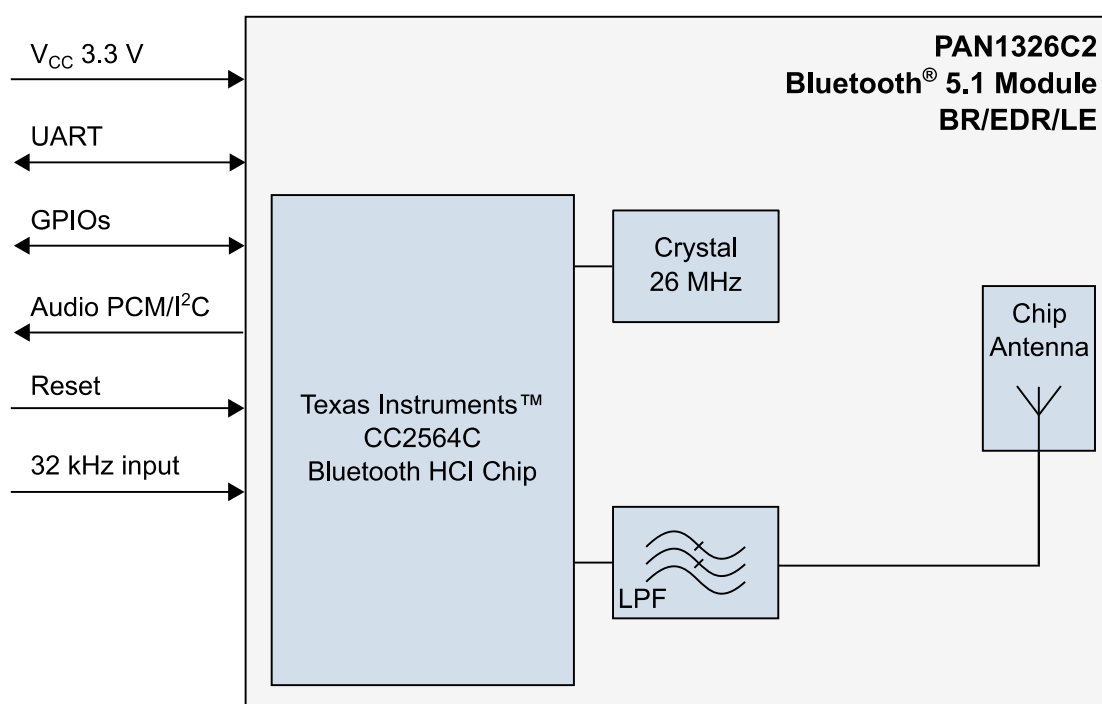 V_CC 3.3 V
UART
GPIOs
Audio PCM/I²C
Reset
32 kHz input
PAN1326C2
Bluetooth® 5.1 Module
BR/EDR/LE
Texas Instruments™
CC2564C
Bluetooth HCI Chip
Crystal
26 MHz
Chip
Antenna
LPF